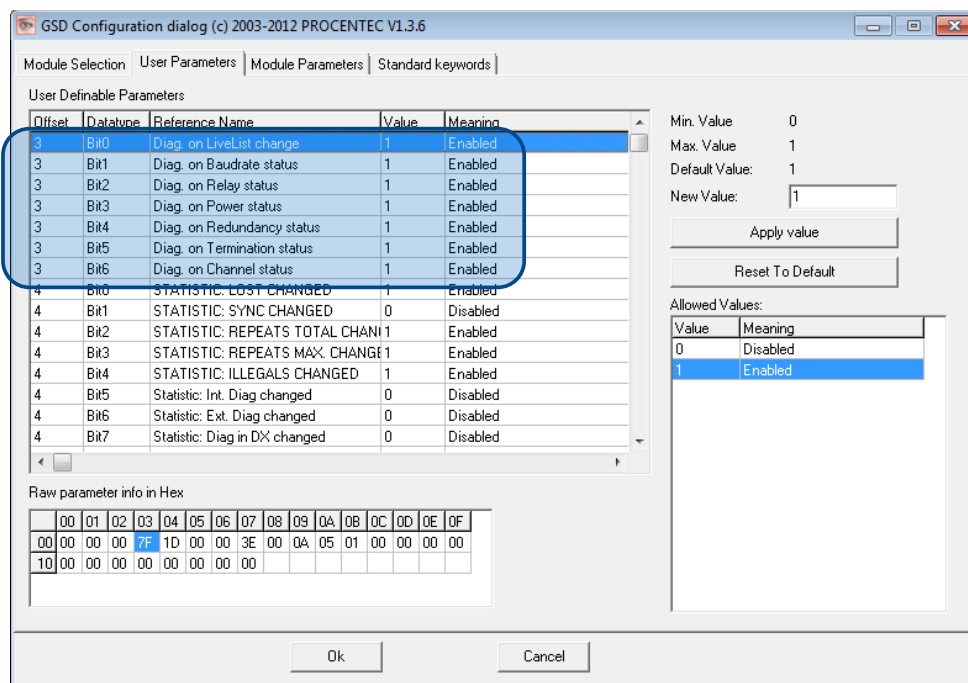 GSD Configuration dialog (c) 2003-2012 PROCENTEC V1.3.6
Module Selection User Parameters Module Parameters Standard keywords
User Definable Parameters
Offset Datatype Reference Name Value Meaning
3 Bit0 Diag. on LiveList change 1 Enabled
3 Bit1 Diag. on Baudrate status 1 Enabled
3 Bit2 Diag. on Relay status 1 Enabled
3 Bit3 Diag. on Power status 1 Enabled
3 Bit4 Diag. on Redundancy status 1 Enabled
3 Bit5 Diag. on Termination status 1 Enabled
3 Bit6 Diag. on Channel status 1 Enabled
4 Bit0 STATISTIC: LOST CHANGED 1 Enabled
4 Bit1 STATISTIC: SYNC CHANGED 0 Disabled
4 Bit2 STATISTIC: REPEATS TOTAL CHAN 1 Enabled
4 Bit3 STATISTIC: REPEATS MAX. CHANGE 1 Enabled
4 Bit4 STATISTIC: ILLEGALS CHANGED 1 Enabled
4 Bit5 Statistic: Int. Diag changed 0 Disabled
4 Bit6 Statistic: Ext. Diag changed 0 Disabled
4 Bit7 Statistic: Diag in DX changed 0 Disabled
Min. Value 0
Max. Value 1
Default Value: 1
New Value: 1
Apply value
Reset To Default
Allowed Values:
Value Meaning
0 Disabled
1 Enabled
Raw parameter info in Hex
00 01 02 03 04 05 06 07 08 09 0A 0B 0C 0D 0E 0F
00 00 00 00 7F 1D 00 00 3E 00 0A 05 01 00 00 00 00
10 00 00 00 00 00 00 00 00
Ok Cancel